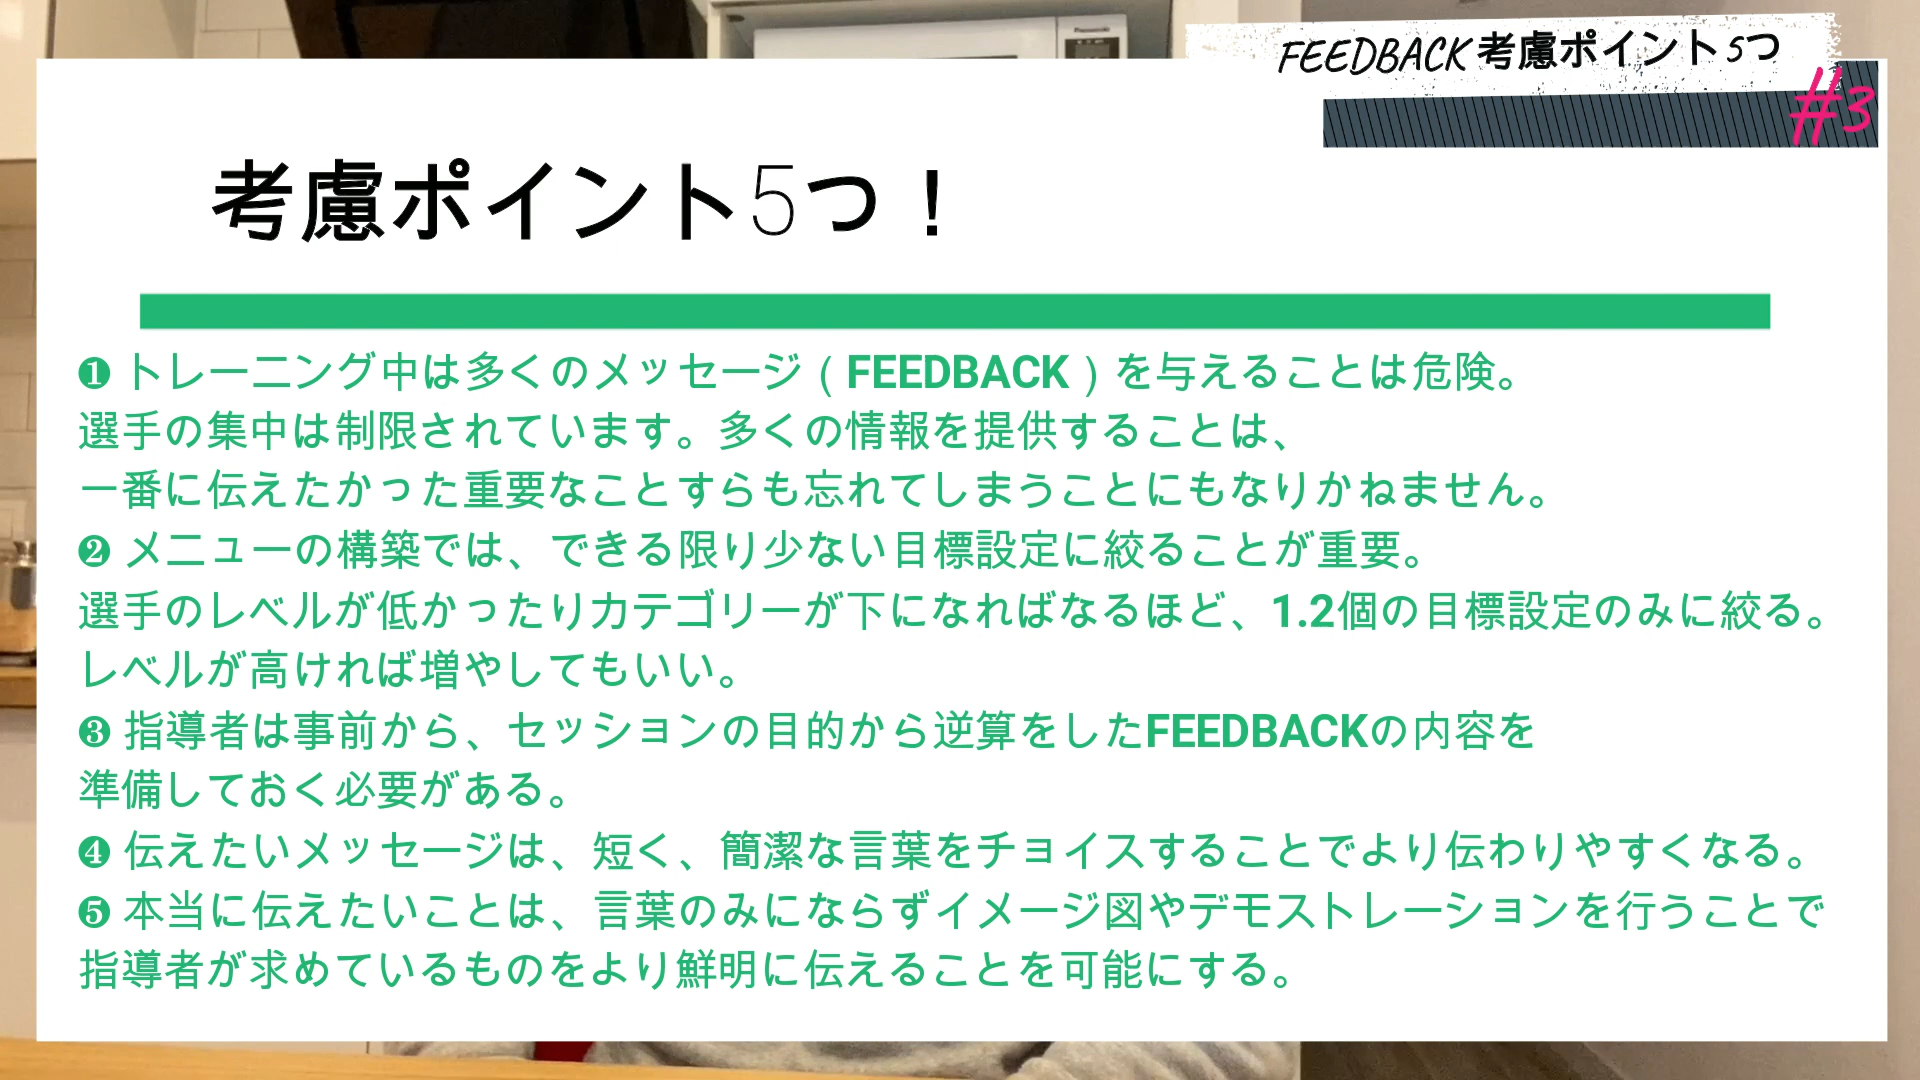 Panasonic
FEEDBACK考慮ポイント5つ
#3
考慮ポイント5つ！
❶ トレーニング中は多くのメッセージ（FEEDBACK）を与えることは危険。
選手の集中は制限されています。多くの情報を提供することは、
一番に伝えたかった重要なことすらも忘れてしまうことにもなりかねません。
❷ メニューの構築では、できる限り少ない目標設定に絞ることが重要。
選手のレベルが低かったりカテゴリーが下になればなるほど、1.2個の目標設定のみに絞る。
レベルが高ければ増やしてもいい。
❸ 指導者は事前から、セッションの目的から逆算をしたFEEDBACKの内容を
準備しておく必要がある。
❹ 伝えたいメッセージは、短く、簡潔な言葉をチョイスすることでより伝わりやすくなる。
❺ 本当に伝えたいことは、言葉のみにならずイメージ図やデモストレーションを行うことで
指導者が求めているものをより鮮明に伝えることを可能にする。